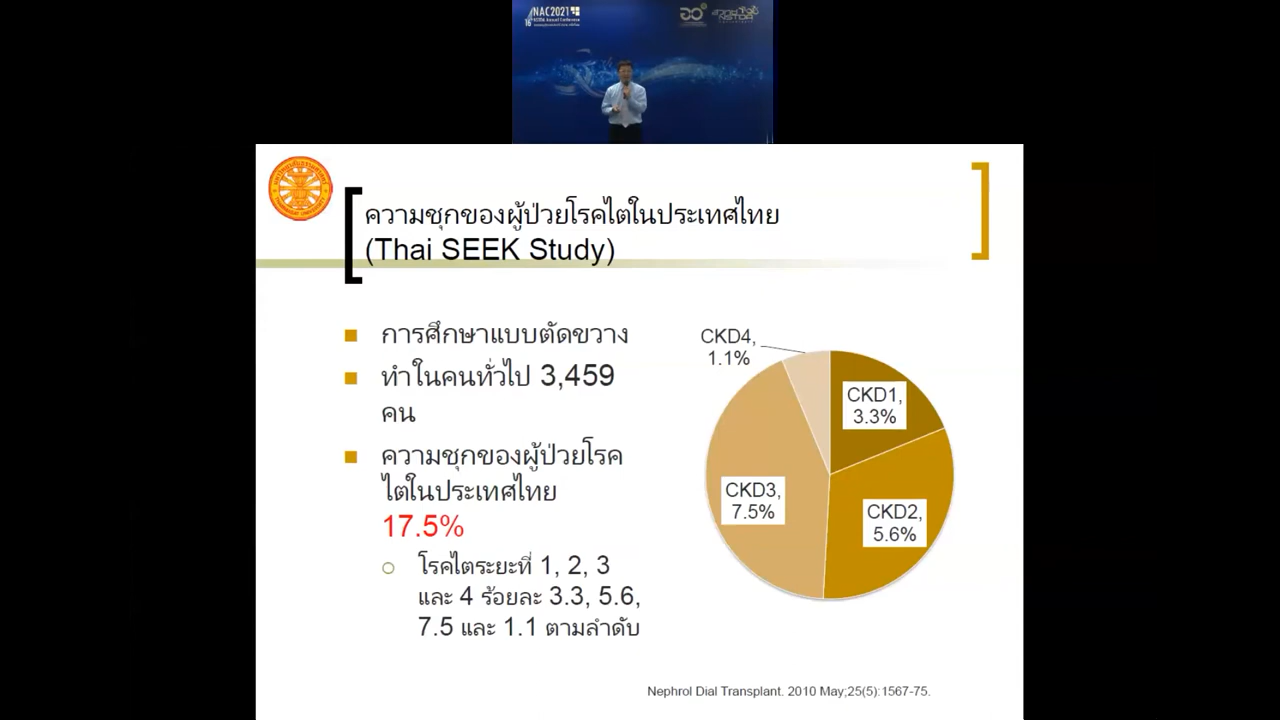 NAC2021
ความชุกของผู้ป่วยโรคไตในประเทศไทย
(Thai SEEK Study)
การศึกษาแบบตัดขวาง
ทำในคนทั่วไป 3,459
คน
ความชุกของผู้ป่วยโรค
ไตในประเทศไทย
17.5%
โรคไตระยะที่ 1, 2, 3
และ 4 ร้อยละ 3.3, 5.6,
7.5 และ 1.1 ตามลำดับ
CKD4,
1.1%
CKD1,
3.3%
CKD3,
7.5%
CKD2,
5.6%
Nephrol Dial Transplant. 2010 May;25(5):1567-75.